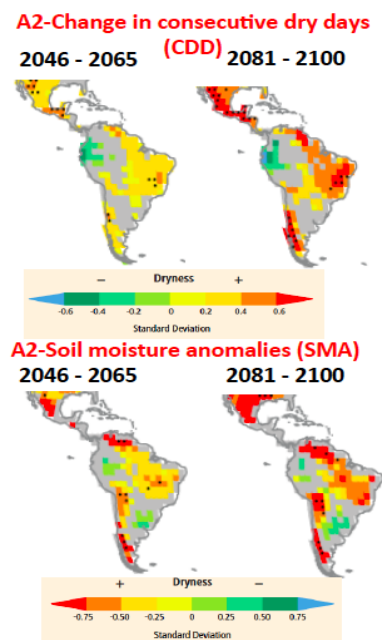 A2-Change in consecutive dry days
(CDD)
2046 - 2065 2081 - 2100
− Dryness +
-0.6 -0.4 -0.2 0 0.2 0.4 0.6
Standard Deviation
A2-Soil moisture anomalies (SMA)
2046 - 2065 2081 - 2100
+ Dryness −
-0.75 -0.50 -0.25 0 0.25 0.50 0.75
Standard Deviation